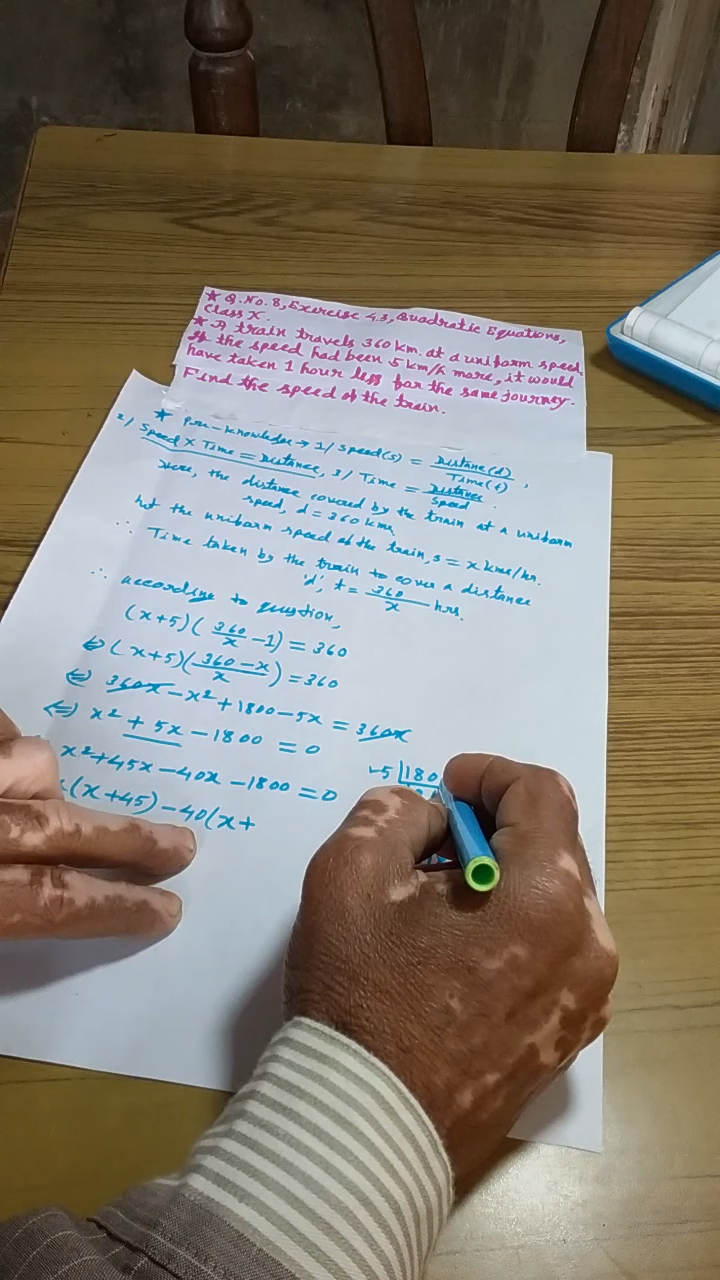 * Q.No. 8, Exercise 4.3, Quadratic Equations,
Class X.
* A train travels 360 km. at a uniform speed.
If the speed had been 5 km/h more, it would
have taken 1 hour less for the same journey.
Find the speed of the train.
* Pre-knowledge → 1/ Speed(s) = Distance(d) / Time(t) ,
2/ Speed × Time = Distance, 3/ Time = Distance / Speed .
Here, the distance covered by the train at a uniform
speed, d = 360 kms,
Let the uniform speed of the train, s = x kms/hr.
∴ Time taken by the train to cover a distance
'd', t = 360/x hrs.
∴ according to question,
(x+5)(360/x - 1) = 360
⇔ (x+5)((360-x)/x) = 360
⇔ 360x - x² + 1800 - 5x = 360x
⇔ x² + 5x - 1800 = 0
x² + 45x - 40x - 1800 = 0
(x+45) - 40(x+
5 | 180